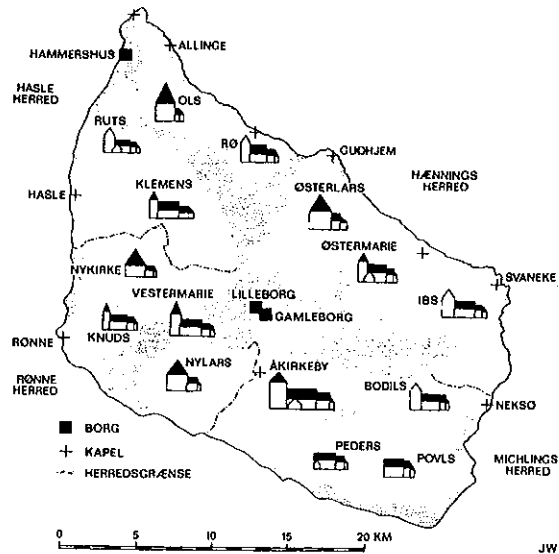 ALLINGE
HAMMERSHUS
HASLE
HERRED
OLS
RUTS
RØ
GUDHJEM
HÆNNINGS
HERRED
KLEMENS
HASLE
ØSTERLARS
ØSTERMARIE
NYKIRKE
SVANEKE
LILLEBORG
VESTERMARIE
IBS
GAMLEBORG
KNUDS
RØNNE
ÅKIRKEBY
NYLARS
RØNNE
HERRED
BODILS
NEKSØ
BORG
KAPEL
PEDERS
POVLS
MICHLINGS
HERRED
HERREDSGRÆNSE
0 5 10 15 20 KM
JW